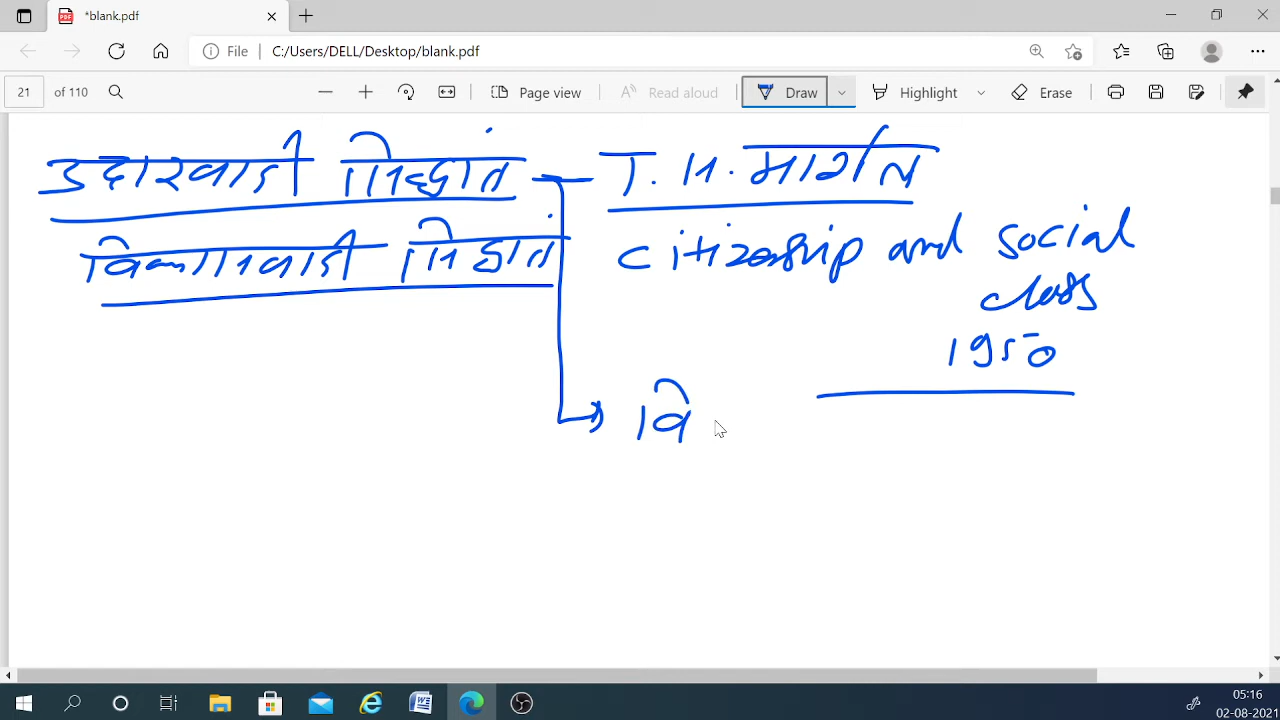 *blank.pdf
File C:/Users/DELL/Desktop/blank.pdf
21 of 110 Page view Read aloud Draw Highlight Erase
उदारवादी सिद्धांत - T. H. मार्शल
विकासवादी सिद्धांत
citizenship and social
class
1950
वि
05:16
02-08-2021